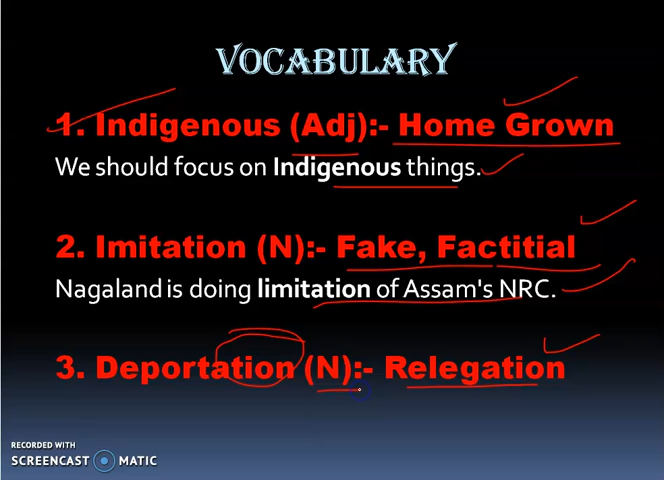 VOCABULARY
1. Indigenous (Adj):- Home Grown
We should focus on Indigenous things.
2. Imitation (N):- Fake, Factitial
Nagaland is doing limitation of Assam's NRC.
3. Deportation (N):- Relegation
RECORDED WITH
SCREENCAST MATIC